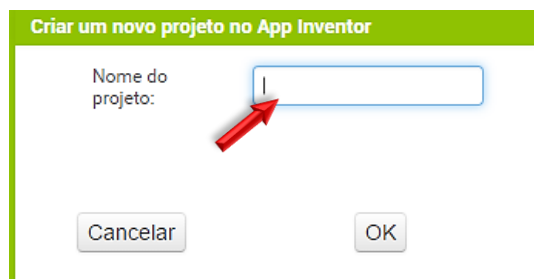 Criar um novo projeto no App Inventor
Nome do
projeto:
Cancelar
OK